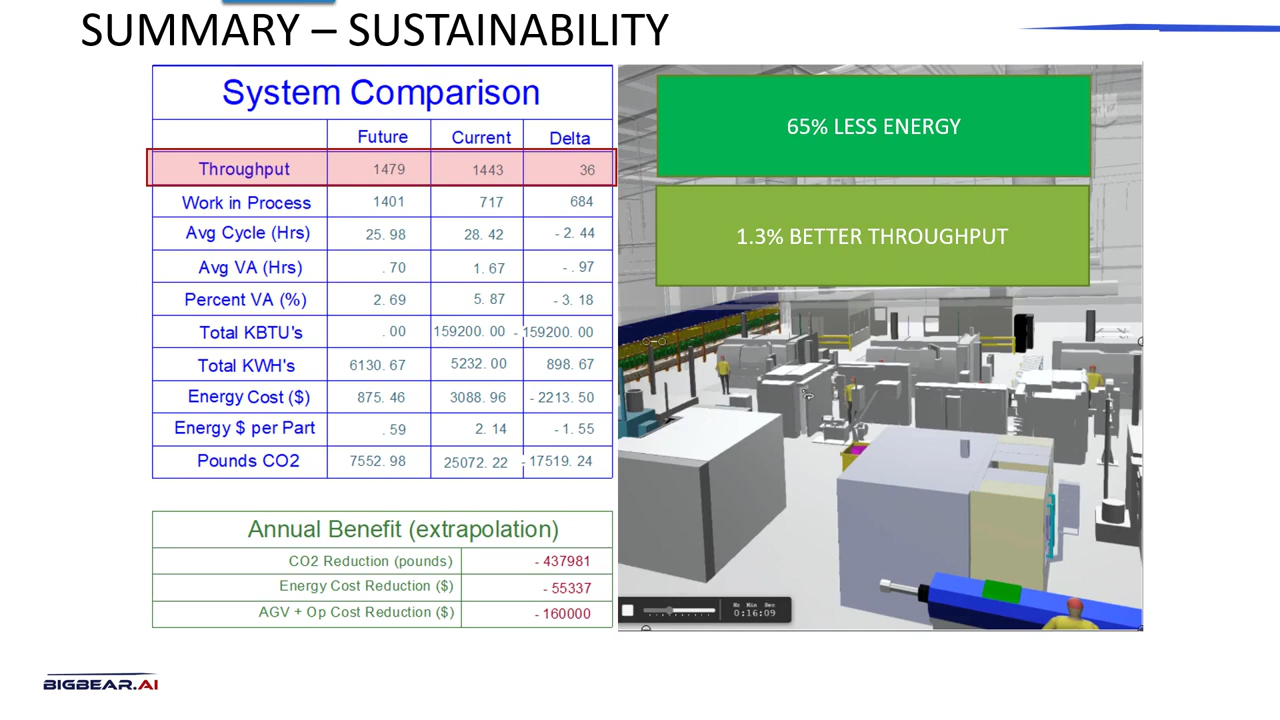 SUMMARY – SUSTAINABILITY
System Comparison
Future Current Delta
Throughput 1479 1443 36
Work in Process 1401 717 684
Avg Cycle (Hrs) 25.98 28.42 -2.44
Avg VA (Hrs) .70 1.67 -.97
Percent VA (%) 2.69 5.87 -3.18
Total KBTU's .00 159200.00 -159200.00
Total KWH's 6130.67 5232.00 898.67
Energy Cost ($) 875.46 3088.96 -2213.50
Energy $ per Part .59 2.14 -1.55
Pounds CO2 7552.98 25072.22 -17519.24
Annual Benefit (extrapolation)
CO2 Reduction (pounds) -437981
Energy Cost Reduction ($) -55337
AGV + Op Cost Reduction ($) -160000
65% LESS ENERGY
1.3% BETTER THROUGHPUT
Hr Min Sec
0:16:09
BIGBEAR.AI